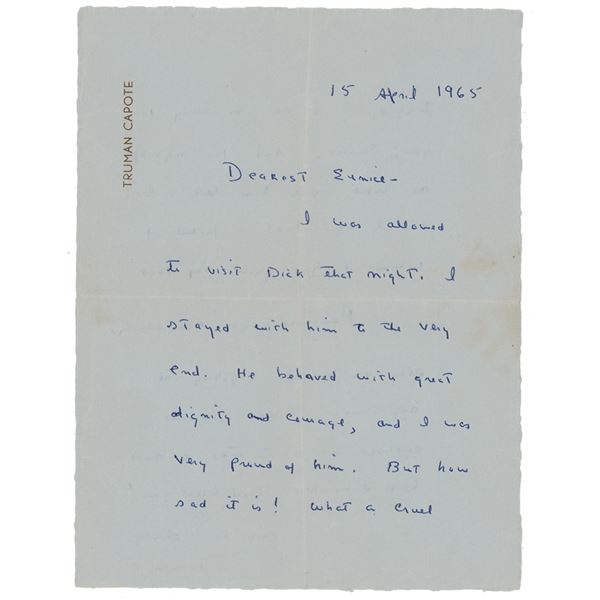 TRUMAN CAPOTE
15 April 1965
Dearest Eunice-
I was allowed
to visit Dick that night. I
stayed with him to the very
end. He behaved with great
dignity and courage, and I was
very proud of him. But how
sad it is! What a cruel